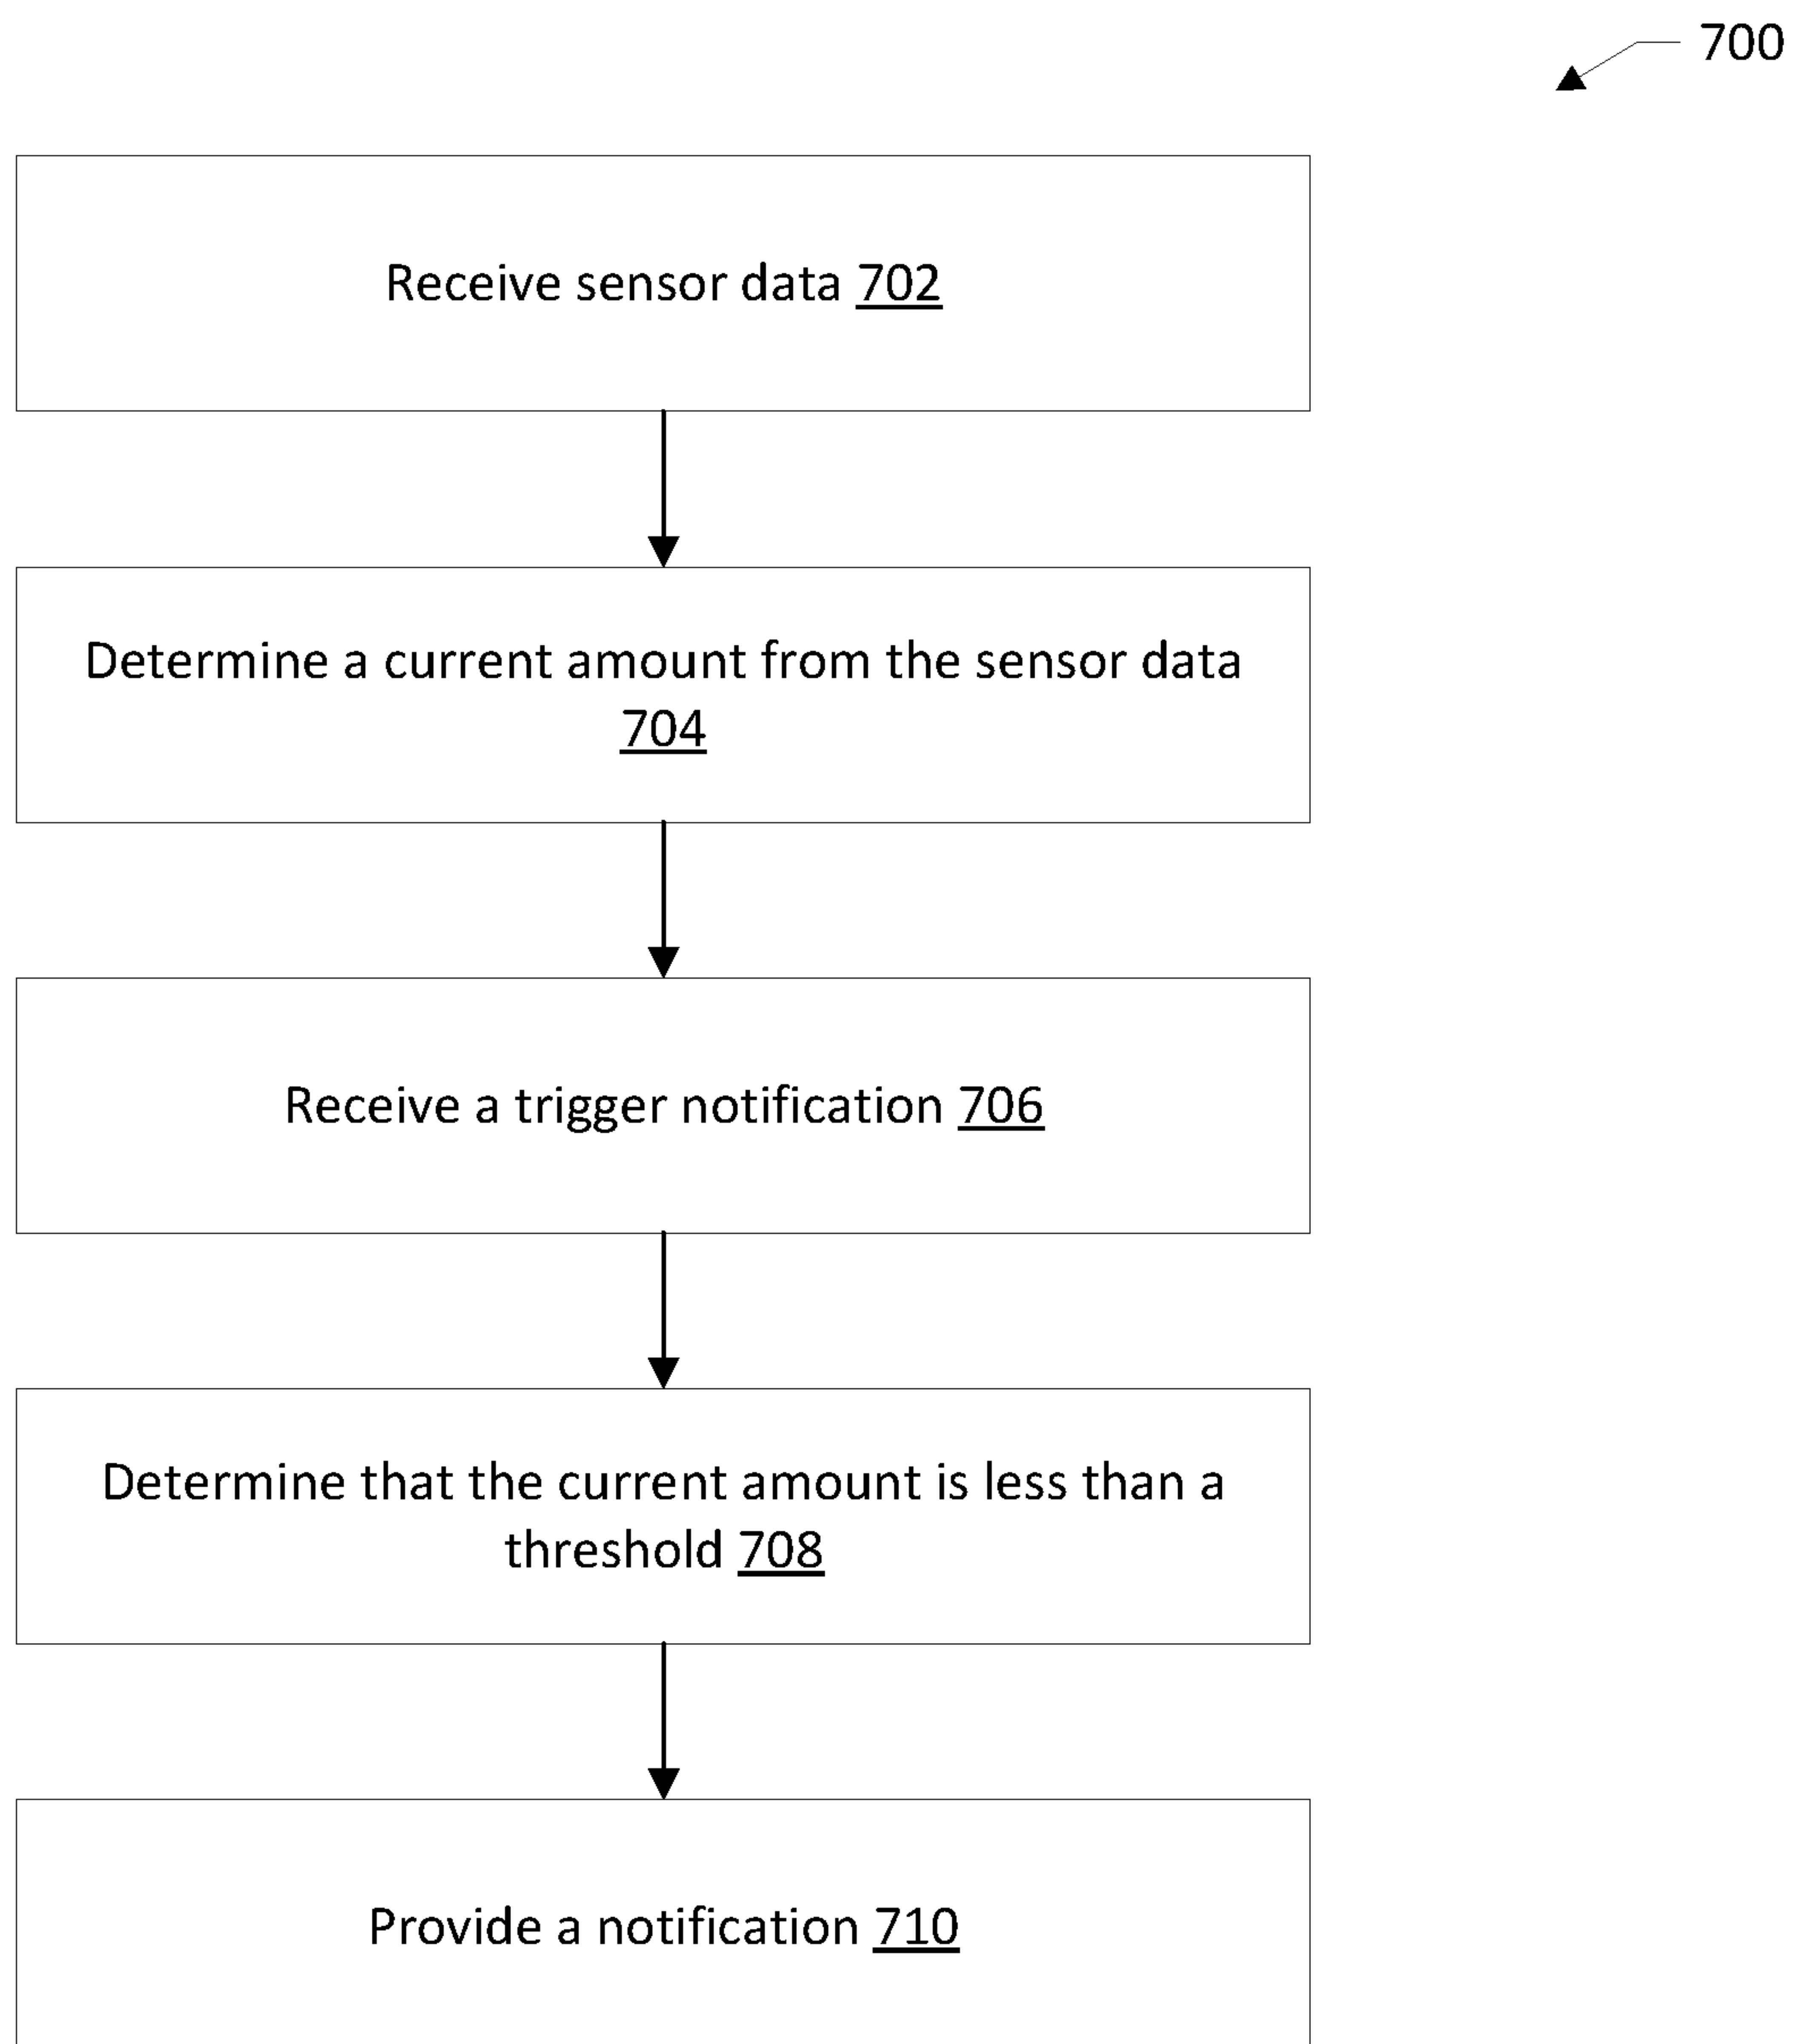 700
Receive sensor data 702
Determine a current amount from the sensor data
704
Receive a trigger notification 706
Determine that the current amount is less than a
threshold 708
Provide a notification 710